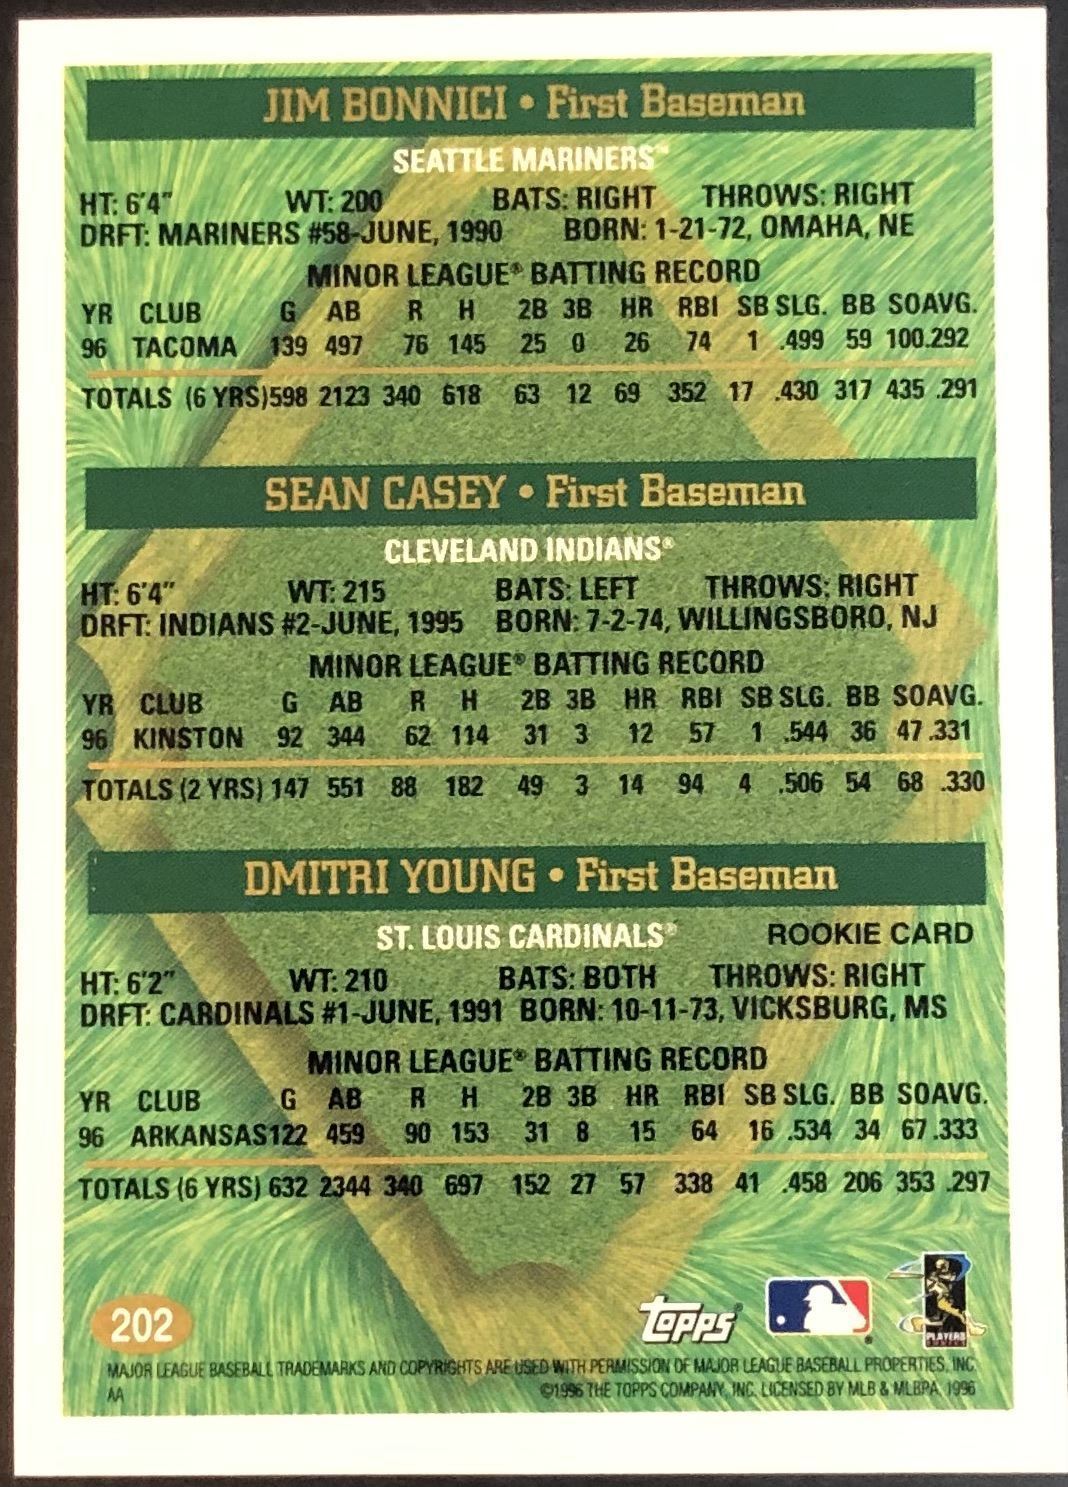 JIM BONNICI • First Baseman
SEATTLE MARINERS™
HT: 6'4" WT: 200 BATS: RIGHT THROWS: RIGHT
DRFT: MARINERS #58-JUNE, 1990 BORN: 1-21-72, OMAHA, NE
MINOR LEAGUE® BATTING RECORD
YR CLUB G AB R H 2B 3B HR RBI SB SLG. BB SO AVG.
96 TACOMA 139 497 76 145 25 0 26 74 1 .499 59 100 .292
TOTALS (6 YRS) 598 2123 340 618 63 12 69 352 17 .430 317 435 .291
SEAN CASEY • First Baseman
CLEVELAND INDIANS®
HT: 6'4" WT: 215 BATS: LEFT THROWS: RIGHT
DRFT: INDIANS #2-JUNE, 1995 BORN: 7-2-74, WILLINGSBORO, NJ
MINOR LEAGUE® BATTING RECORD
YR CLUB G AB R H 2B 3B HR RBI SB SLG. BB SO AVG.
96 KINSTON 92 344 62 114 31 3 12 57 1 .544 36 47 .331
TOTALS (2 YRS) 147 551 88 182 49 3 14 94 4 .506 54 68 .330
DMITRI YOUNG • First Baseman
ST. LOUIS CARDINALS® ROOKIE CARD
HT: 6'2" WT: 210 BATS: BOTH THROWS: RIGHT
DRFT: CARDINALS #1-JUNE, 1991 BORN: 10-11-73, VICKSBURG, MS
MINOR LEAGUE® BATTING RECORD
YR CLUB G AB R H 2B 3B HR RBI SB SLG. BB SO AVG.
96 ARKANSAS 122 459 90 153 31 8 15 64 16 .534 34 67 .333
TOTALS (6 YRS) 632 2344 340 697 152 27 57 338 41 .458 206 353 .297
202
Topps®
PLAYERS
MAJOR LEAGUE BASEBALL TRADEMARKS AND COPYRIGHTS ARE USED WITH PERMISSION OF MAJOR LEAGUE BASEBALL PROPERTIES, INC.
AA ©1996 THE TOPPS COMPANY, INC. LICENSED BY MLB & MLBPA, 1996